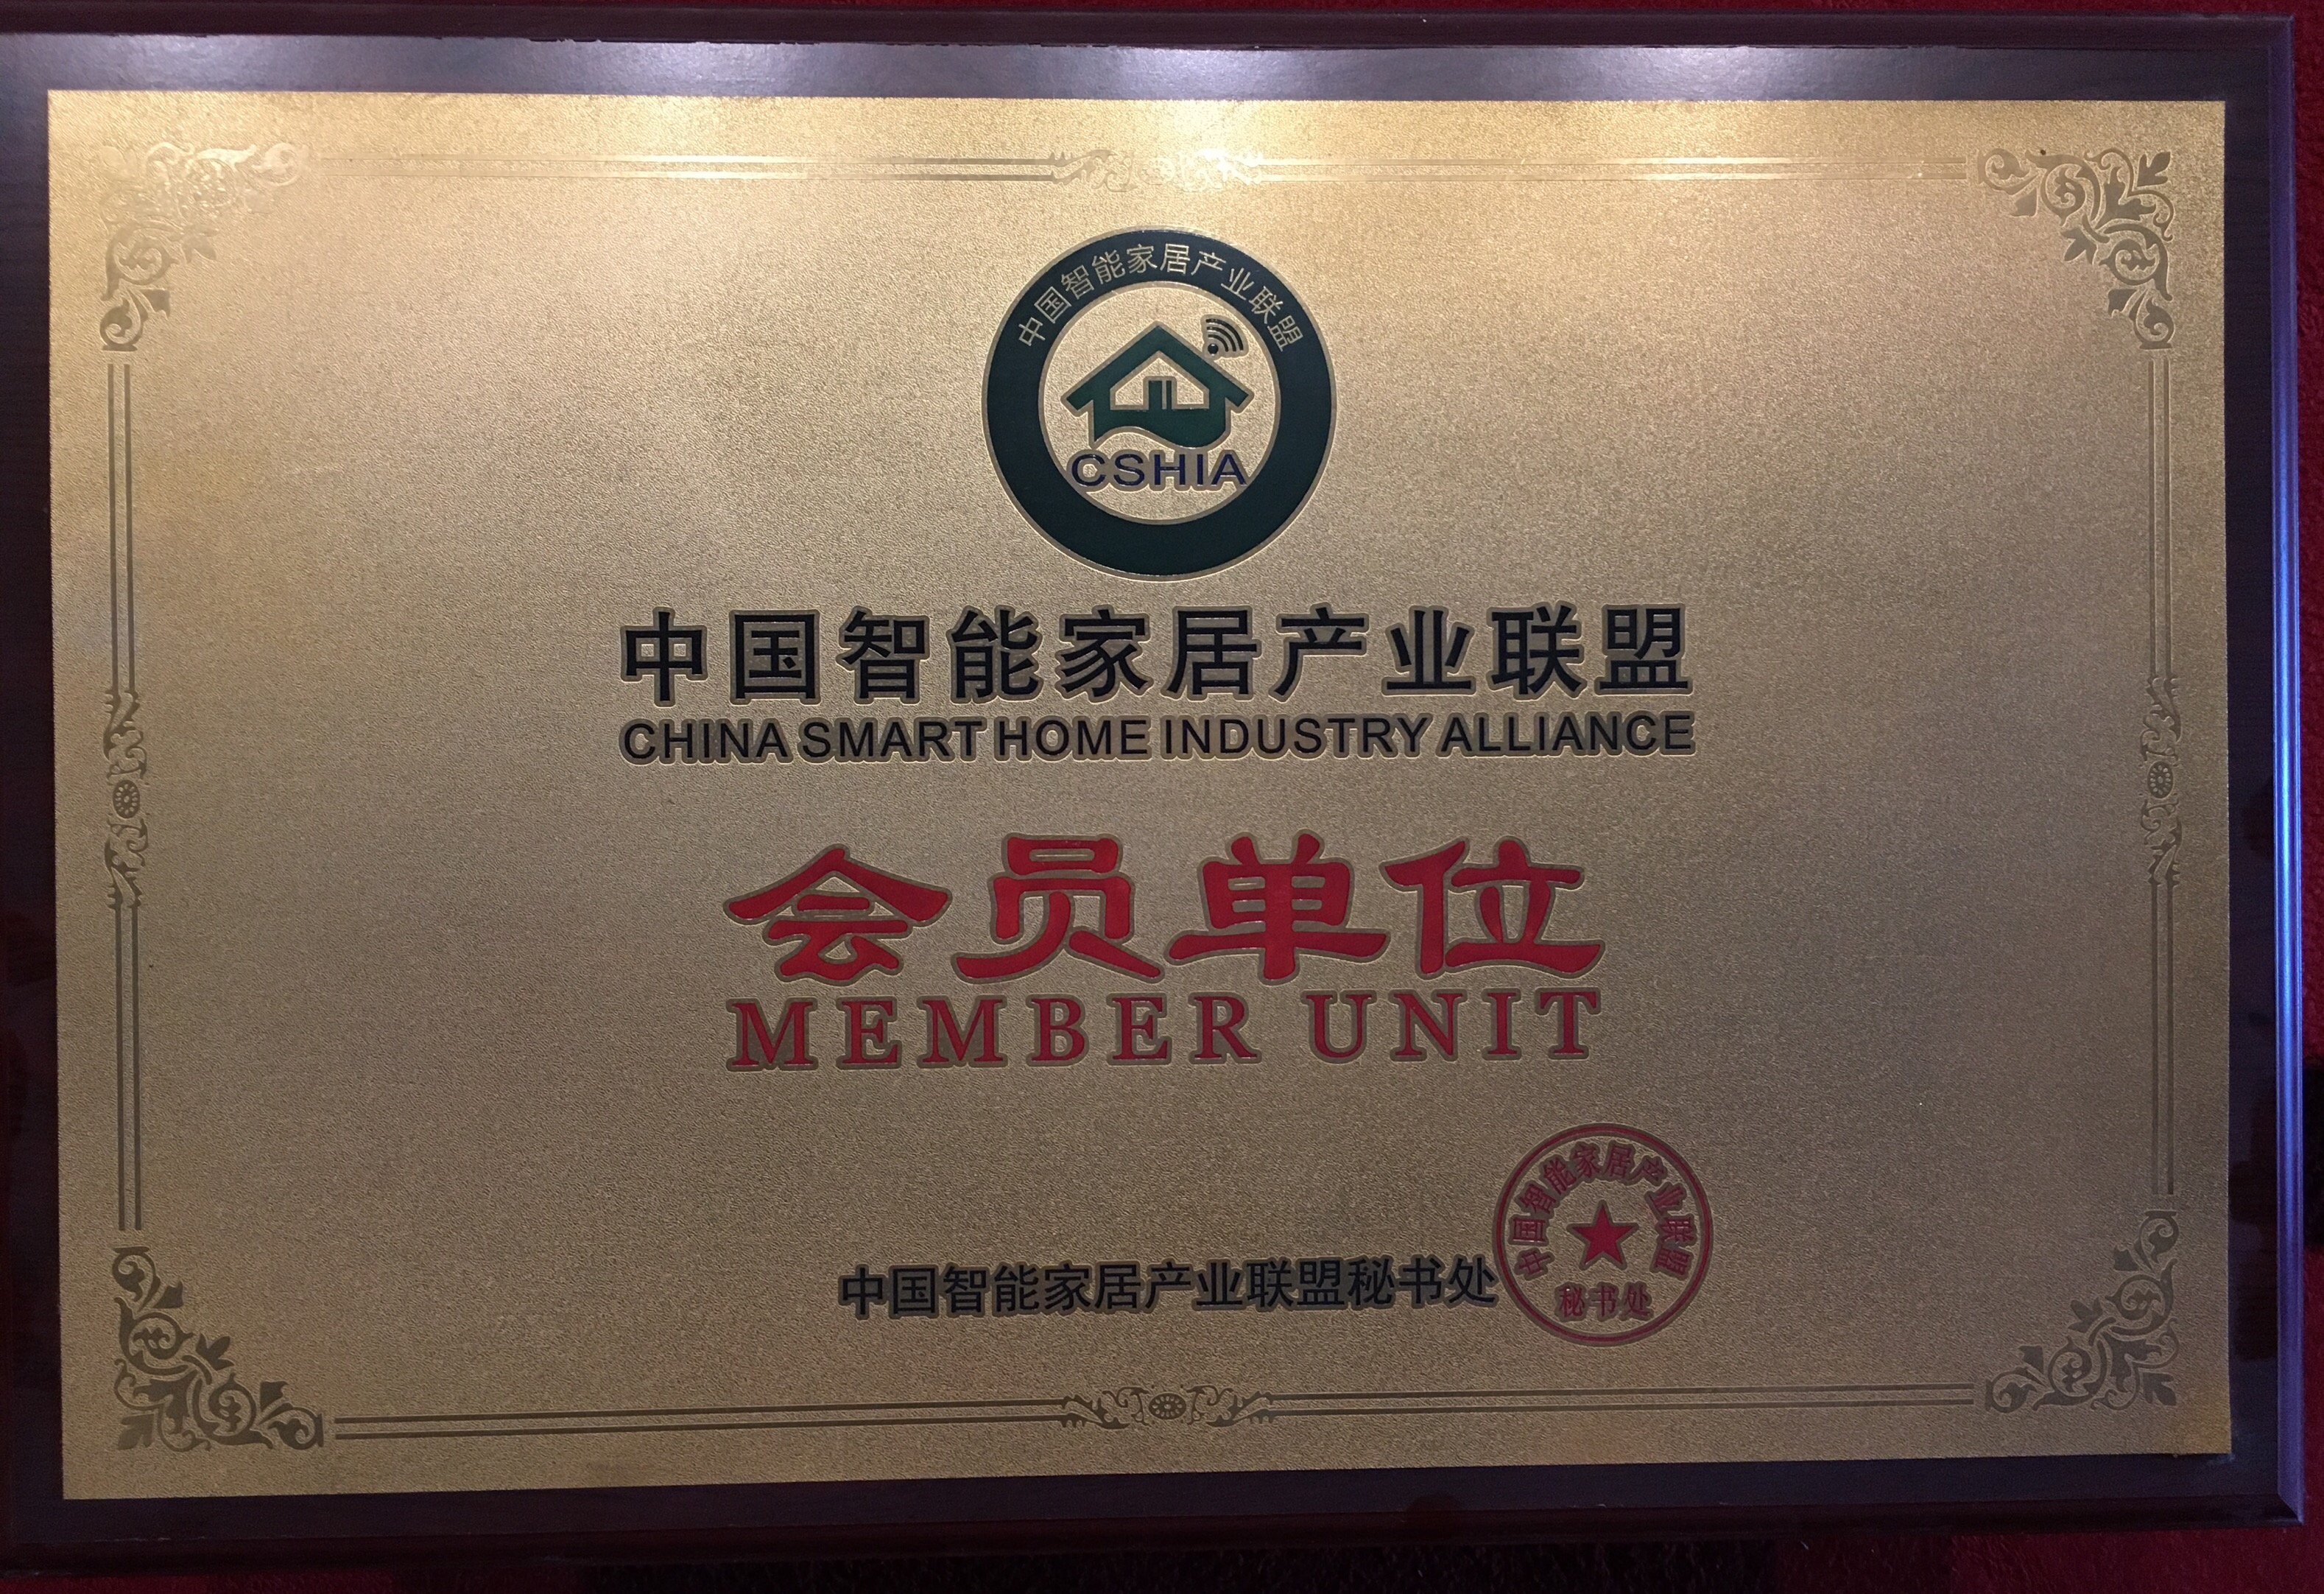 中国智能家居产业联盟
CSHIA
中国智能家居产业联盟
CHINA SMART HOME INDUSTRY ALLIANCE
会员单位
MEMBER UNIT
中国智能家居产业联盟秘书处
中国智能家居产业联盟
秘书处